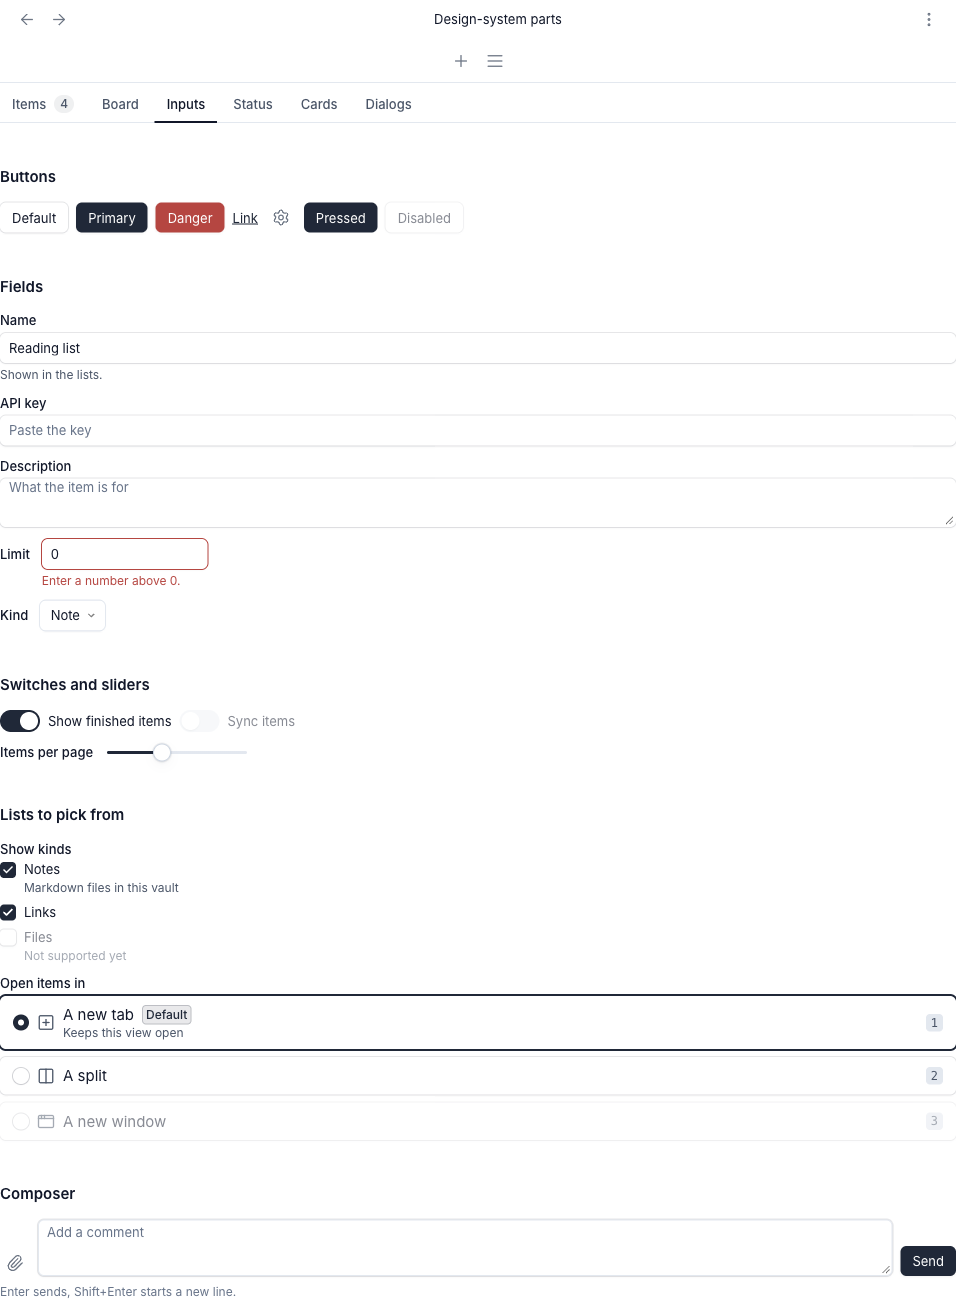 Design-system parts
Items 4 Board Inputs Status Cards Dialogs
Buttons
Default Primary Danger Link Pressed Disabled
Fields
Name
Reading list
Shown in the lists.
API key
Paste the key
Description
What the item is for
Limit 0
Enter a number above 0.
Kind Note
Switches and sliders
Show finished items Sync items
Items per page
Lists to pick from
Show kinds
Notes
Markdown files in this vault
Links
Files
Not supported yet
Open items in
A new tab Default 1
Keeps this view open
A split 2
A new window 3
Composer
Add a comment
Send
Enter sends, Shift+Enter starts a new line.